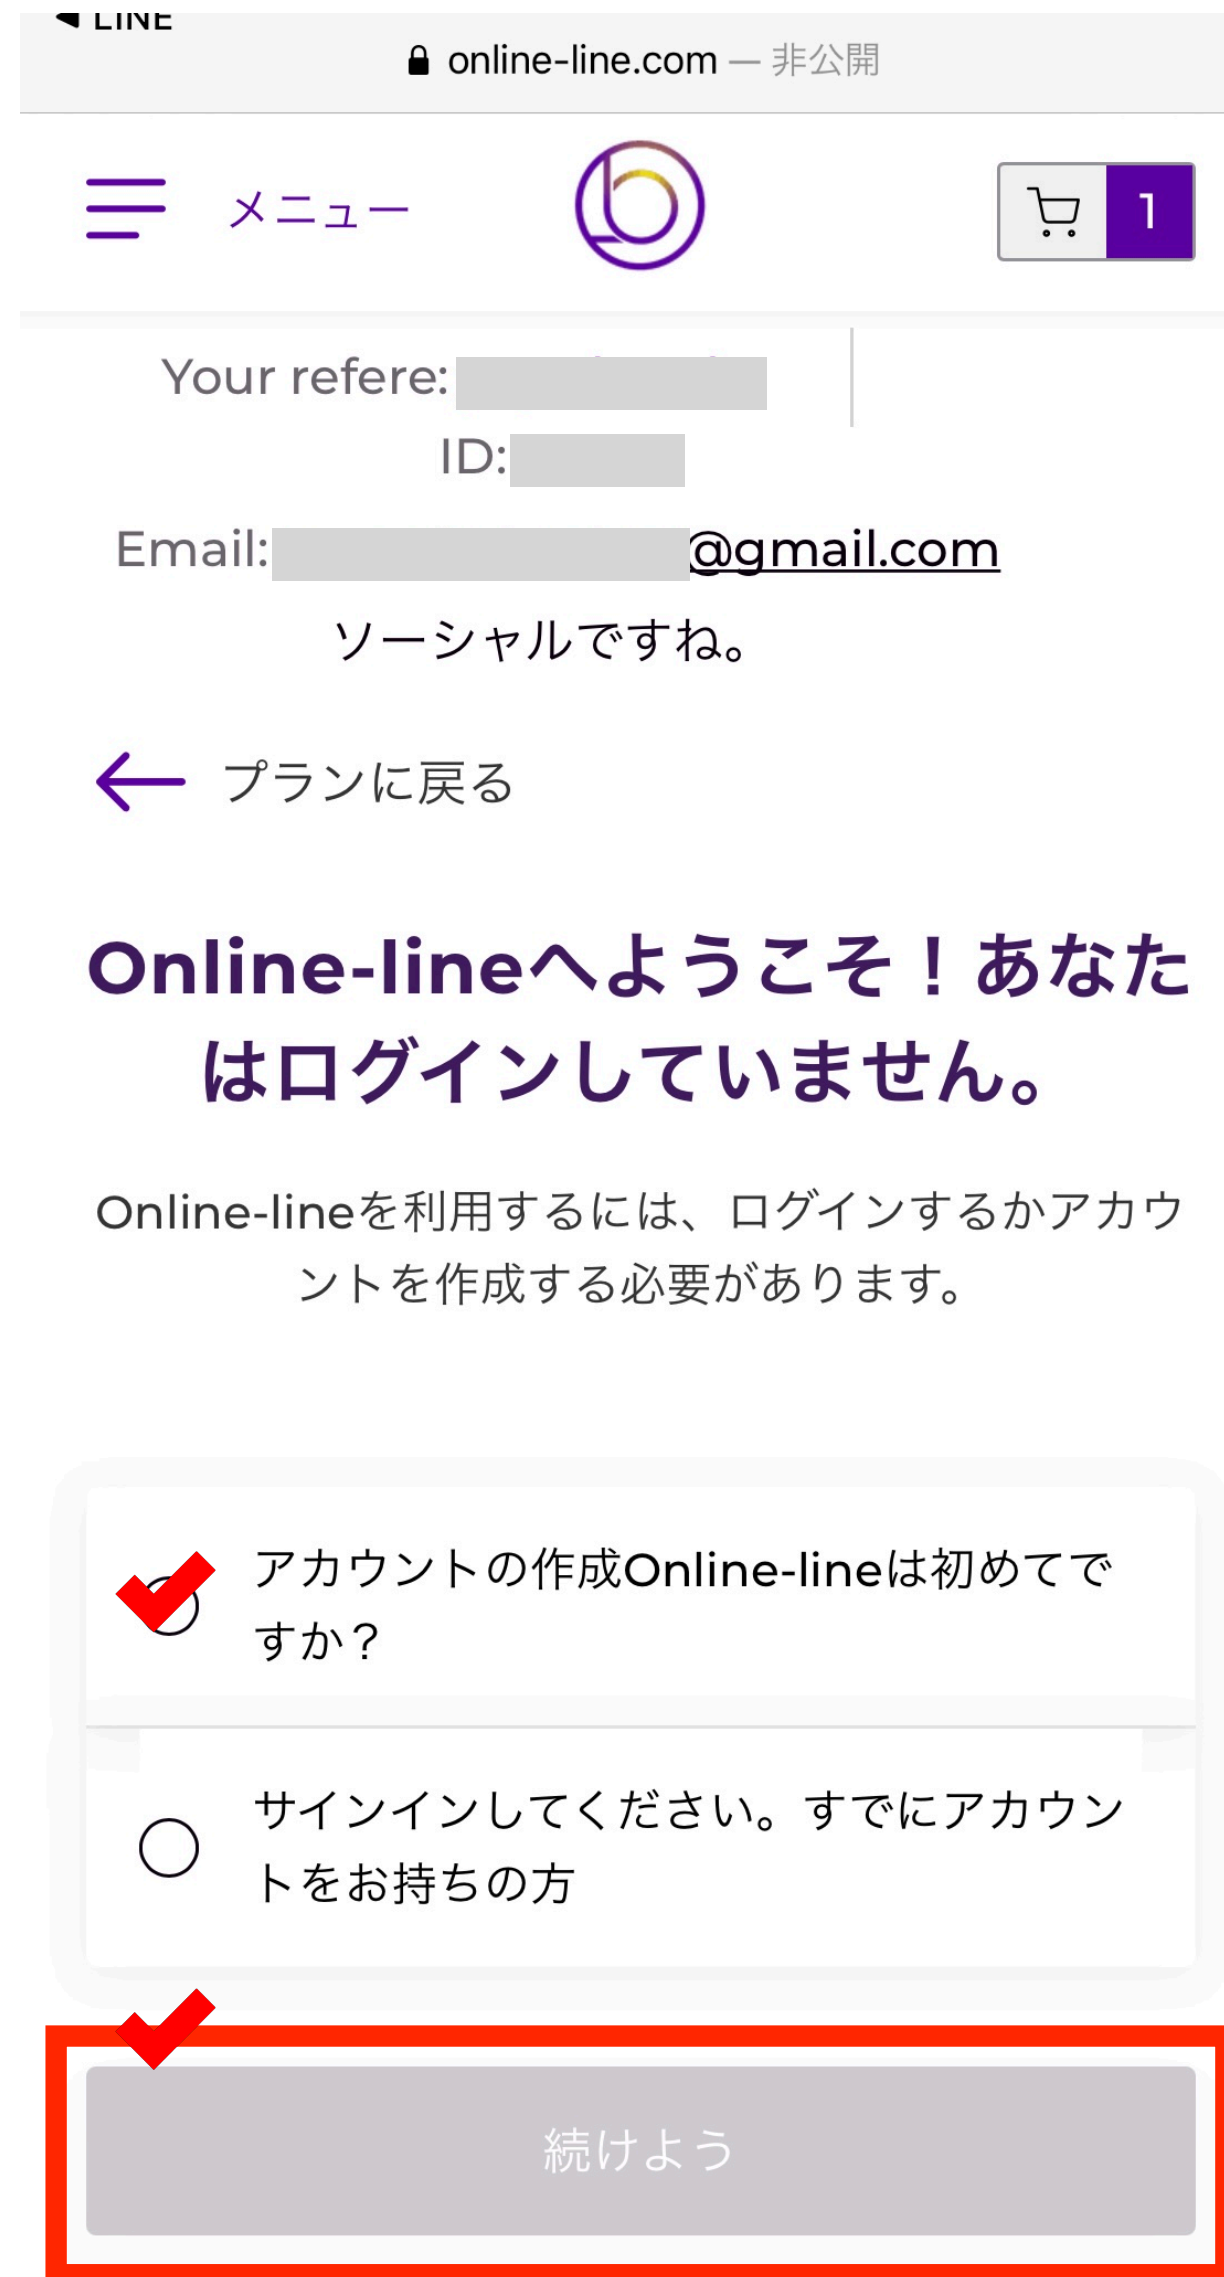 LINE
online-line.com — 非公開
メニュー
1
Your refere:
ID:
Email: @gmail.com
ソーシャルですね。
プランに戻る
Online-lineへようこそ！あなた
はログインしていません。
Online-lineを利用するには、ログインするかアカウ
ントを作成する必要があります。
アカウントの作成Online-lineは初めてで
すか？
サインインしてください。すでにアカウン
トをお持ちの方
続けよう